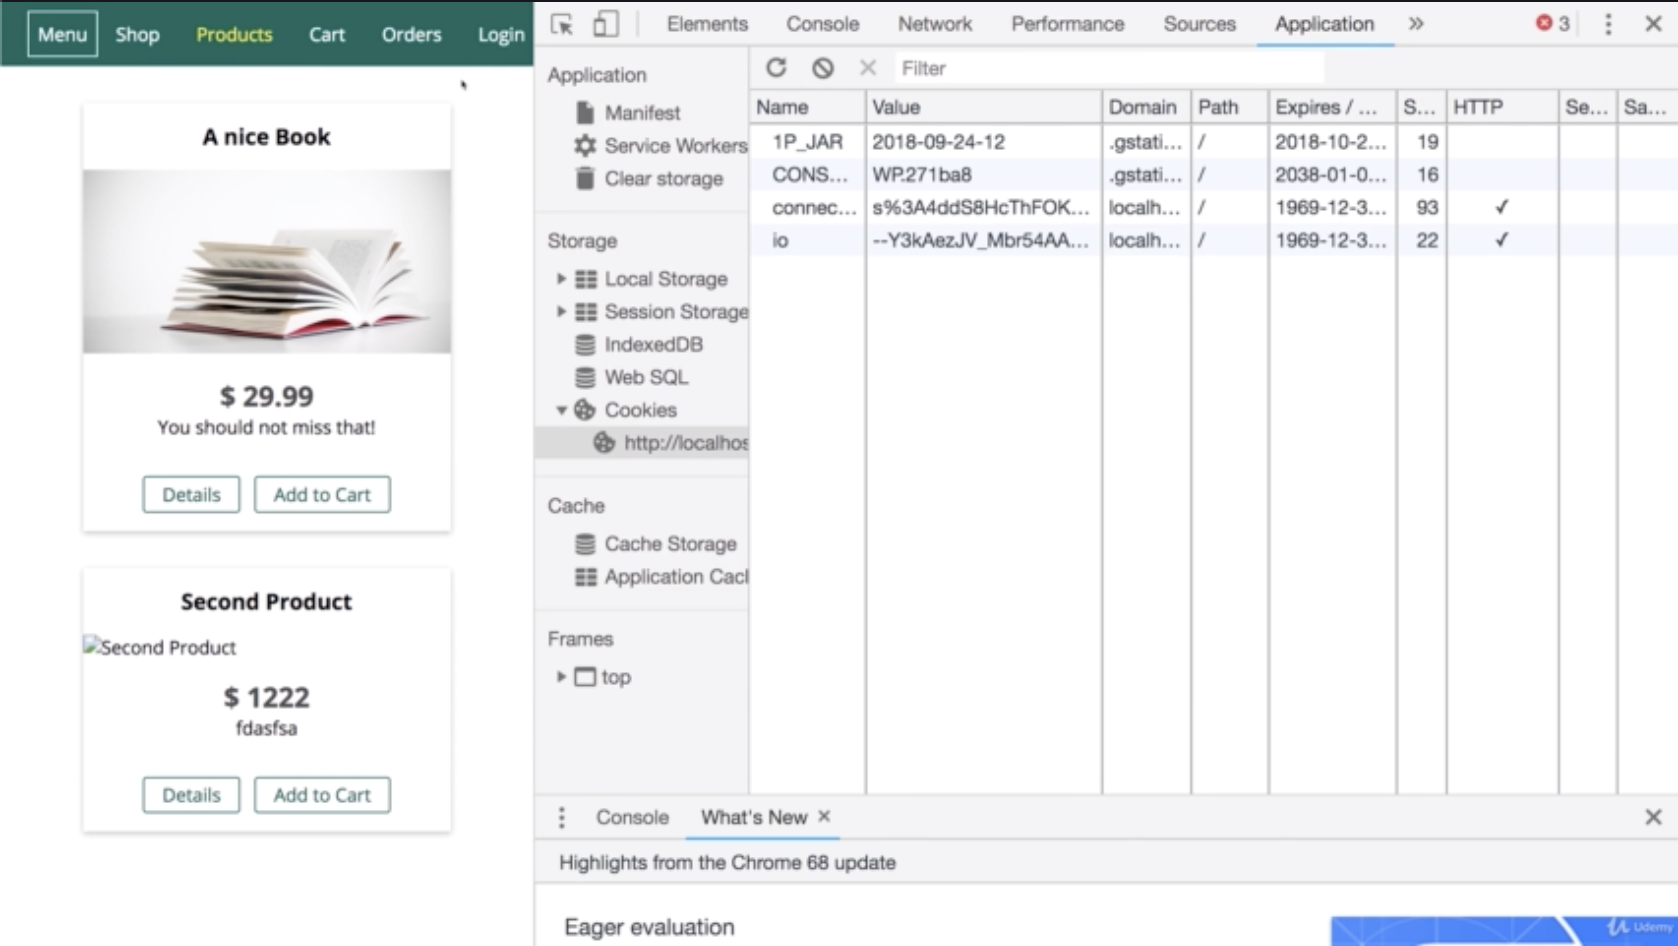 Menu Shop Products Cart Orders Login
A nice Book
$ 29.99
You should not miss that!
Details Add to Cart
Second Product
Second Product
$ 1222
fdasfsa
Details Add to Cart
Elements Console Network Performance Sources Application » 3
Application
Manifest
Service Workers
Clear storage
Storage
Local Storage
Session Storage
IndexedDB
Web SQL
Cookies
http://localhos
Cache
Cache Storage
Application Cacl
Frames
top
Filter
Name Value Domain Path Expires / ... S... HTTP Se... Sa...
1P_JAR 2018-09-24-12 .gstati... / 2018-10-2... 19
CONS... WP.271ba8 .gstati... / 2038-01-0... 16
connec... s%3A4ddS8HcThFOK... localh... / 1969-12-3... 93 ✓
io --Y3kAezJV_Mbr54AA... localh... / 1969-12-3... 22 ✓
Console What's New ×
Highlights from the Chrome 68 update
Eager evaluation
Udemy